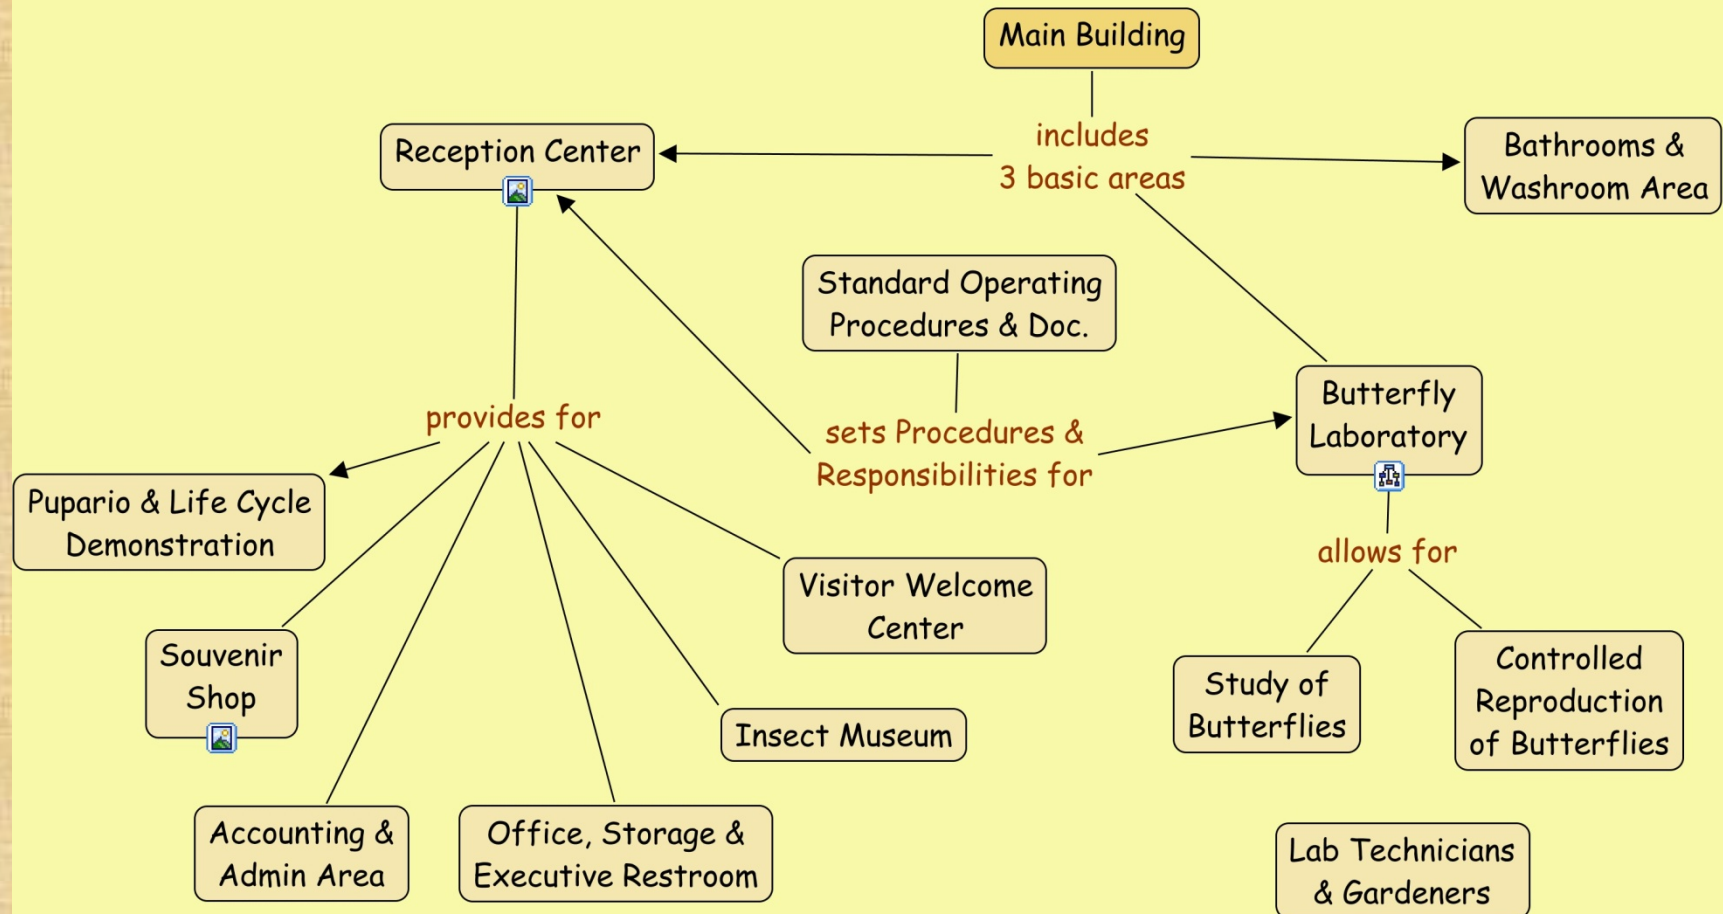 Main Building
includes
3 basic areas
Reception Center
Bathrooms &
Washroom Area
Standard Operating
Procedures & Doc.
Butterfly
Laboratory
provides for
sets Procedures &
Responsibilities for
Pupario & Life Cycle
Demonstration
allows for
Visitor Welcome
Center
Souvenir
Shop
Study of
Butterflies
Controlled
Reproduction
of Butterflies
Insect Museum
Accounting &
Admin Area
Office, Storage &
Executive Restroom
Lab Technicians
& Gardeners